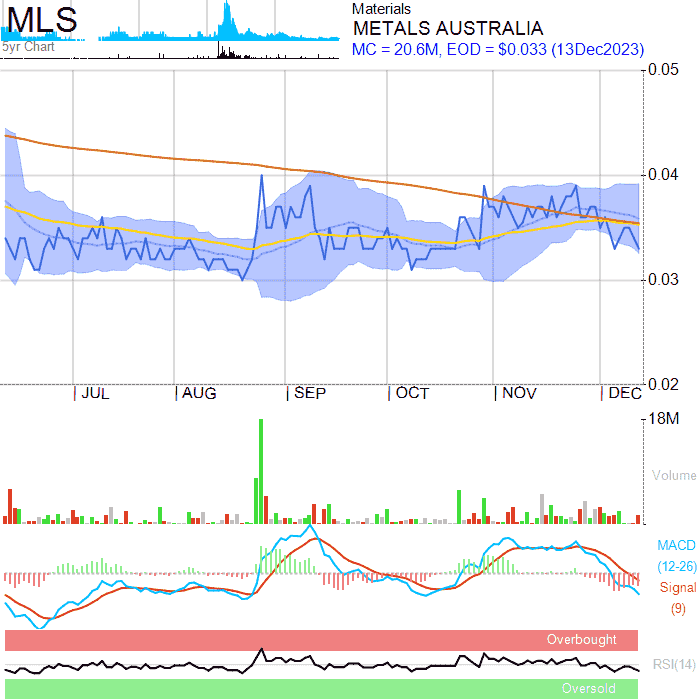 MLS
5yr Chart
Materials
METALS AUSTRALIA
MC = 20.6M, EOD = $0.033 (13Dec2023)
0.05
0.04
0.03
0.02
JUL
AUG
SEP
OCT
NOV
DEC
18M
Volume
MACD
(12-26)
Signal
(9)
Overbought
RSI(14)
Oversold